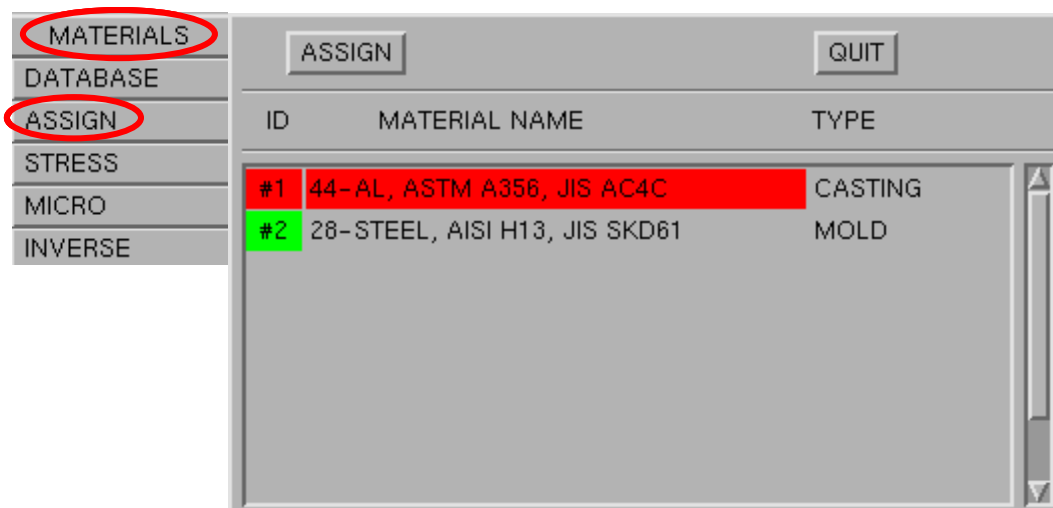 MATERIALS
DATABASE
ASSIGN
STRESS
MICRO
INVERSE
ASSIGN QUIT
ID MATERIAL NAME TYPE
#1 44-AL, ASTM A356, JIS AC4C CASTING
#2 28-STEEL, AISI H13, JIS SKD61 MOLD